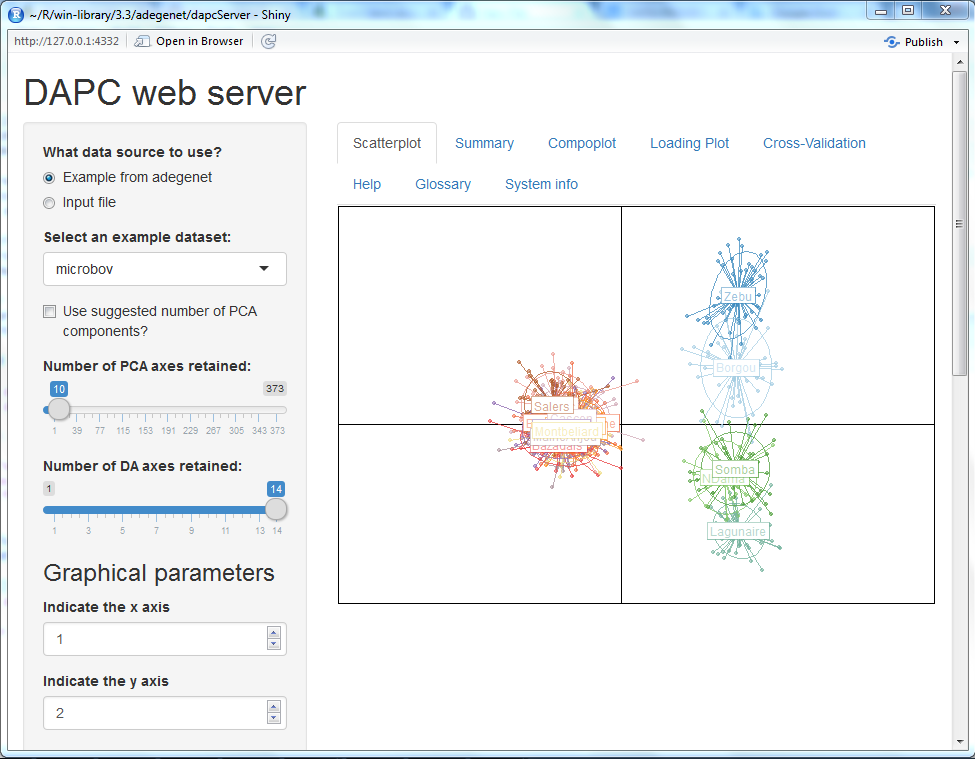 ~/R/win-library/3.3/adegenet/dapcServer - Shiny
http://127.0.0.1:4332 Open in Browser Publish
DAPC web server
What data source to use?
Example from adegenet
Input file
Select an example dataset:
microbov
Use suggested number of PCA
components?
Number of PCA axes retained:
10 373
1 39 77 115 153 191 229 267 305 343 373
Number of DA axes retained:
1 14
1 3 5 7 9 11 13 14
Graphical parameters
Indicate the x axis
1
Indicate the y axis
2
Scatterplot Summary Compoplot Loading Plot Cross-Validation
Help Glossary System info
Zebu
Borgou
Salers
Montbeliard
Bazadais
Somba
NDama
Lagunaire